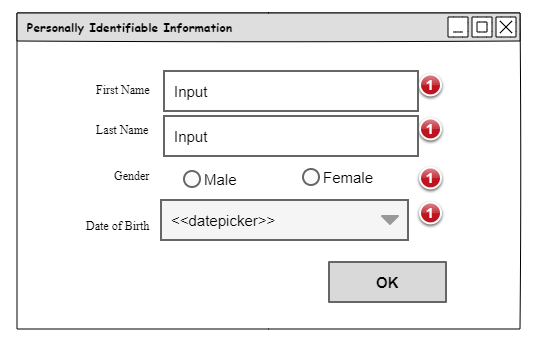 Personally Identifiable Information
First Name Input 1
Last Name Input 1
Gender Male Female 1
Date of Birth <<datepicker>> 1
OK